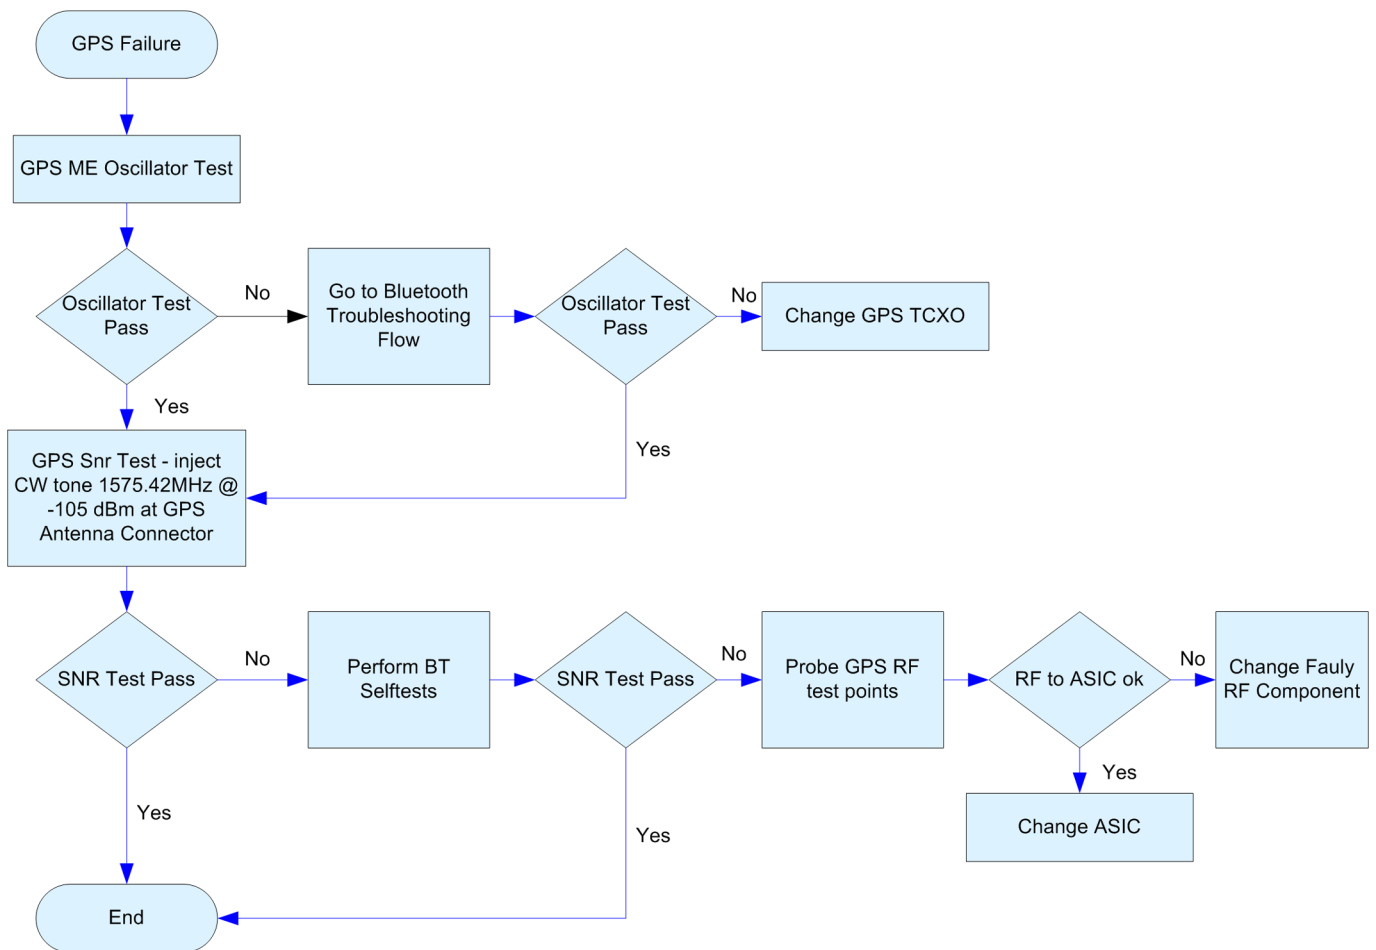 GPS Failure
GPS ME Oscillator Test
Oscillator Test
Pass
No
Go to Bluetooth
Troubleshooting
Flow
Oscillator Test
Pass
No
Change GPS TCXO
Yes
Yes
GPS Snr Test - inject
CW tone 1575.42MHz @
-105 dBm at GPS
Antenna Connector
SNR Test Pass
No
Perform BT
Selftests
SNR Test Pass
No
Probe GPS RF
test points
RF to ASIC ok
No
Change Fauly
RF Component
Yes
Change ASIC
Yes
Yes
End